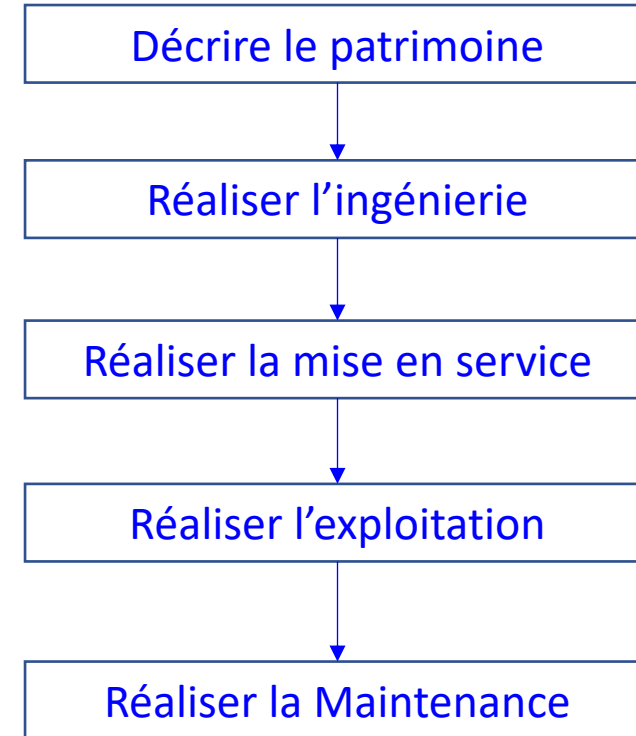 Décrire le patrimoine
Réaliser l’ingénierie
Réaliser la mise en service
Réaliser l’exploitation
Réaliser la Maintenance